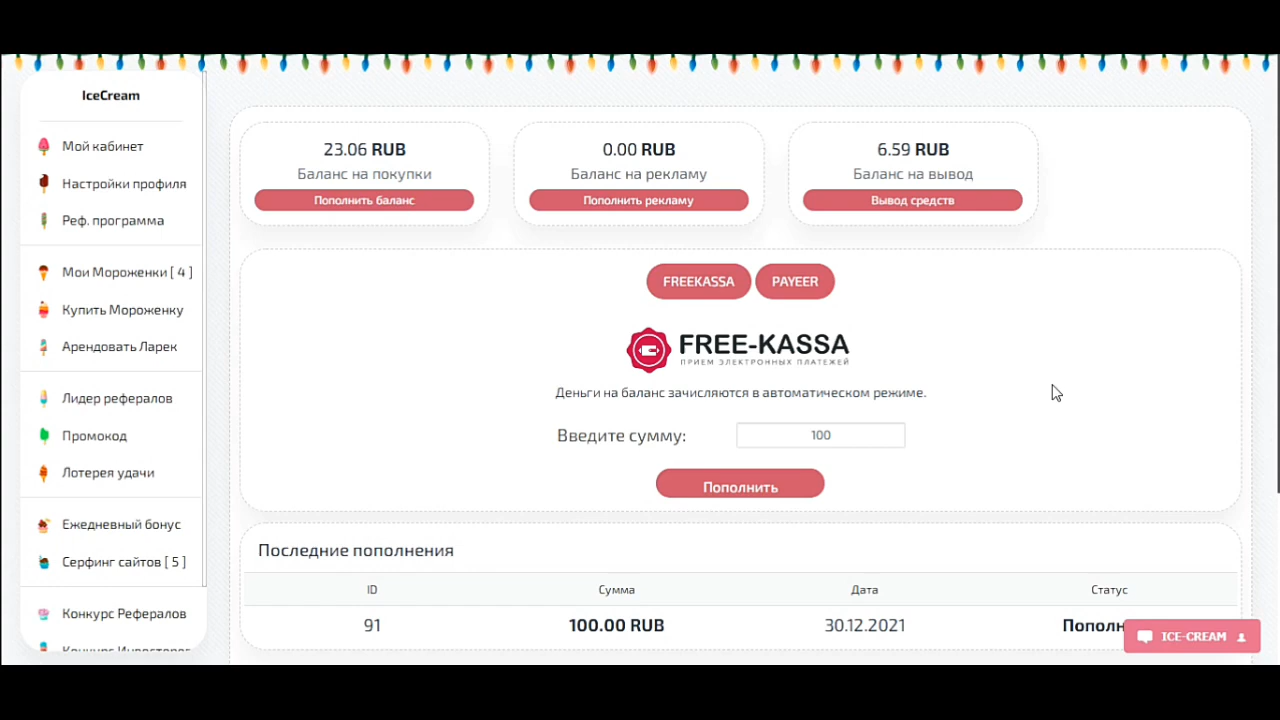 IceCream
Мой кабинет
Настройки профиля
Реф. программа
Мои Мороженки [ 4 ]
Купить Мороженку
Арендовать Ларек
Лидер рефералов
Промокод
Лотерея удачи
Ежедневный бонус
Серфинг сайтов [ 5 ]
Конкурс Рефералов
Конкурс Инвесторов
23.06 RUB
Баланс на покупки
Пополнить баланс
0.00 RUB
Баланс на рекламу
Пополнить рекламу
6.59 RUB
Баланс на вывод
Вывод средств
FREEKASSA PAYEER
FREE-KASSA
ПРИЕМ ЭЛЕКТРОННЫХ ПЛАТЕЖЕЙ
Деньги на баланс зачисляются в автоматическом режиме.
Введите сумму: 100
Пополнить
Последние пополнения
ID Сумма Дата Статус
91 100.00 RUB 30.12.2021 Пополн
ICE-CREAM